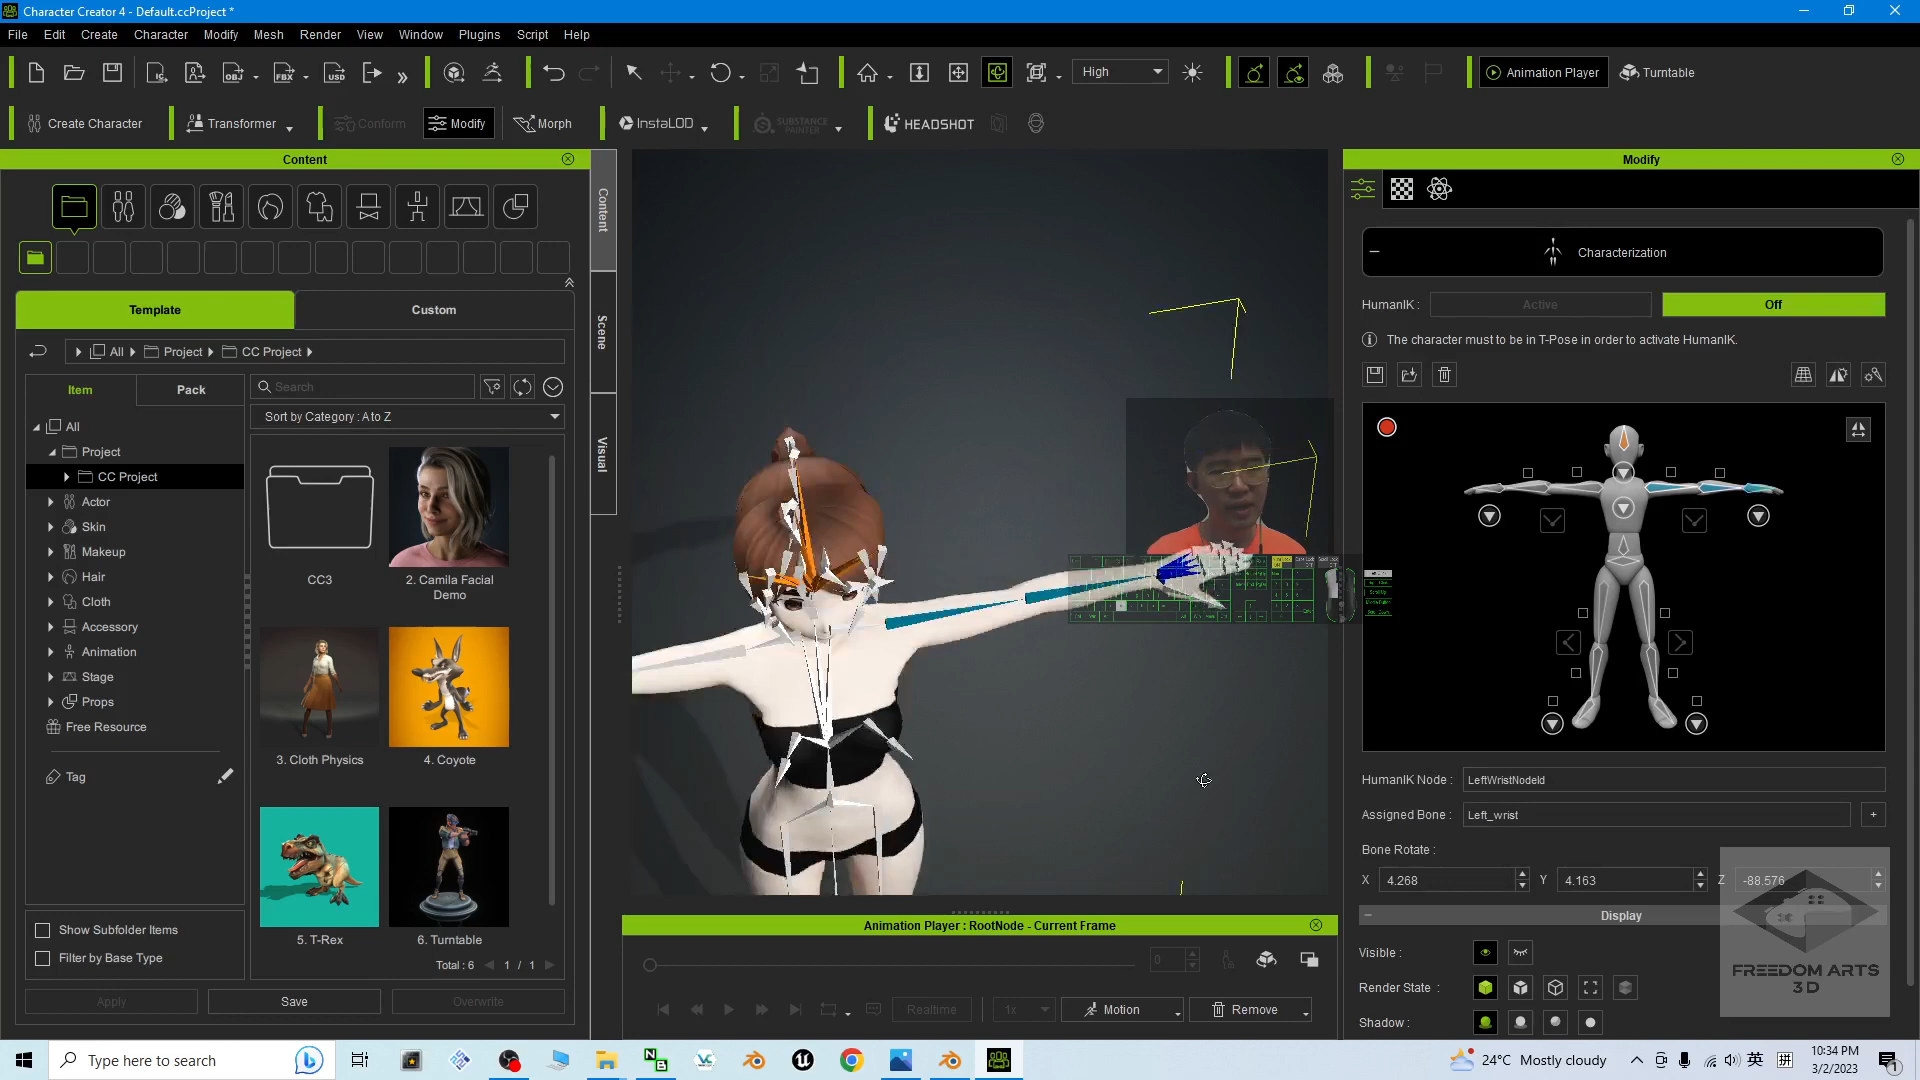 Character Creator 4 - Default.ccProject *
File Edit Create Character Modify Mesh Render View Window Plugins Script Help
High
Animation Player
Turntable
Create Character
Transformer
Conform
Modify
Morph
InstaLOD
SUBSTANCE PAINTER
HEADSHOT
Content
Template
Custom
All Project CC Project
Item
Pack
Search
Sort by Category : A to Z
All
Project
CC Project
Actor
Skin
Makeup
Hair
Cloth
Accessory
Animation
Stage
Props
Free Resource
Tag
CC3
2. Camila Facial
Demo
3. Cloth Physics
4. Coyote
5. T-Rex
6. Turntable
Show Subfolder Items
Filter by Base Type
Total : 6 1 / 1
Apply
Save
Overwrite
Content
Scene
Visual
Animation Player : RootNode - Current Frame
0
Realtime
1x
Motion
Remove
Modify
Characterization
HumanIK :
Active
Off
The character must to be in T-Pose in order to activate HumanIK.
HumanIK Node : LeftWristNodeId
Assigned Bone : Left_wrist
+
Bone Rotate :
X 4.268 Y 4.163 Z -88.576
Display
Visible :
Render State :
Shadow :
FREEDOM ARTS
3D
Type here to search
24°C Mostly cloudy
英
拼
10:34 PM
3/2/2023
1